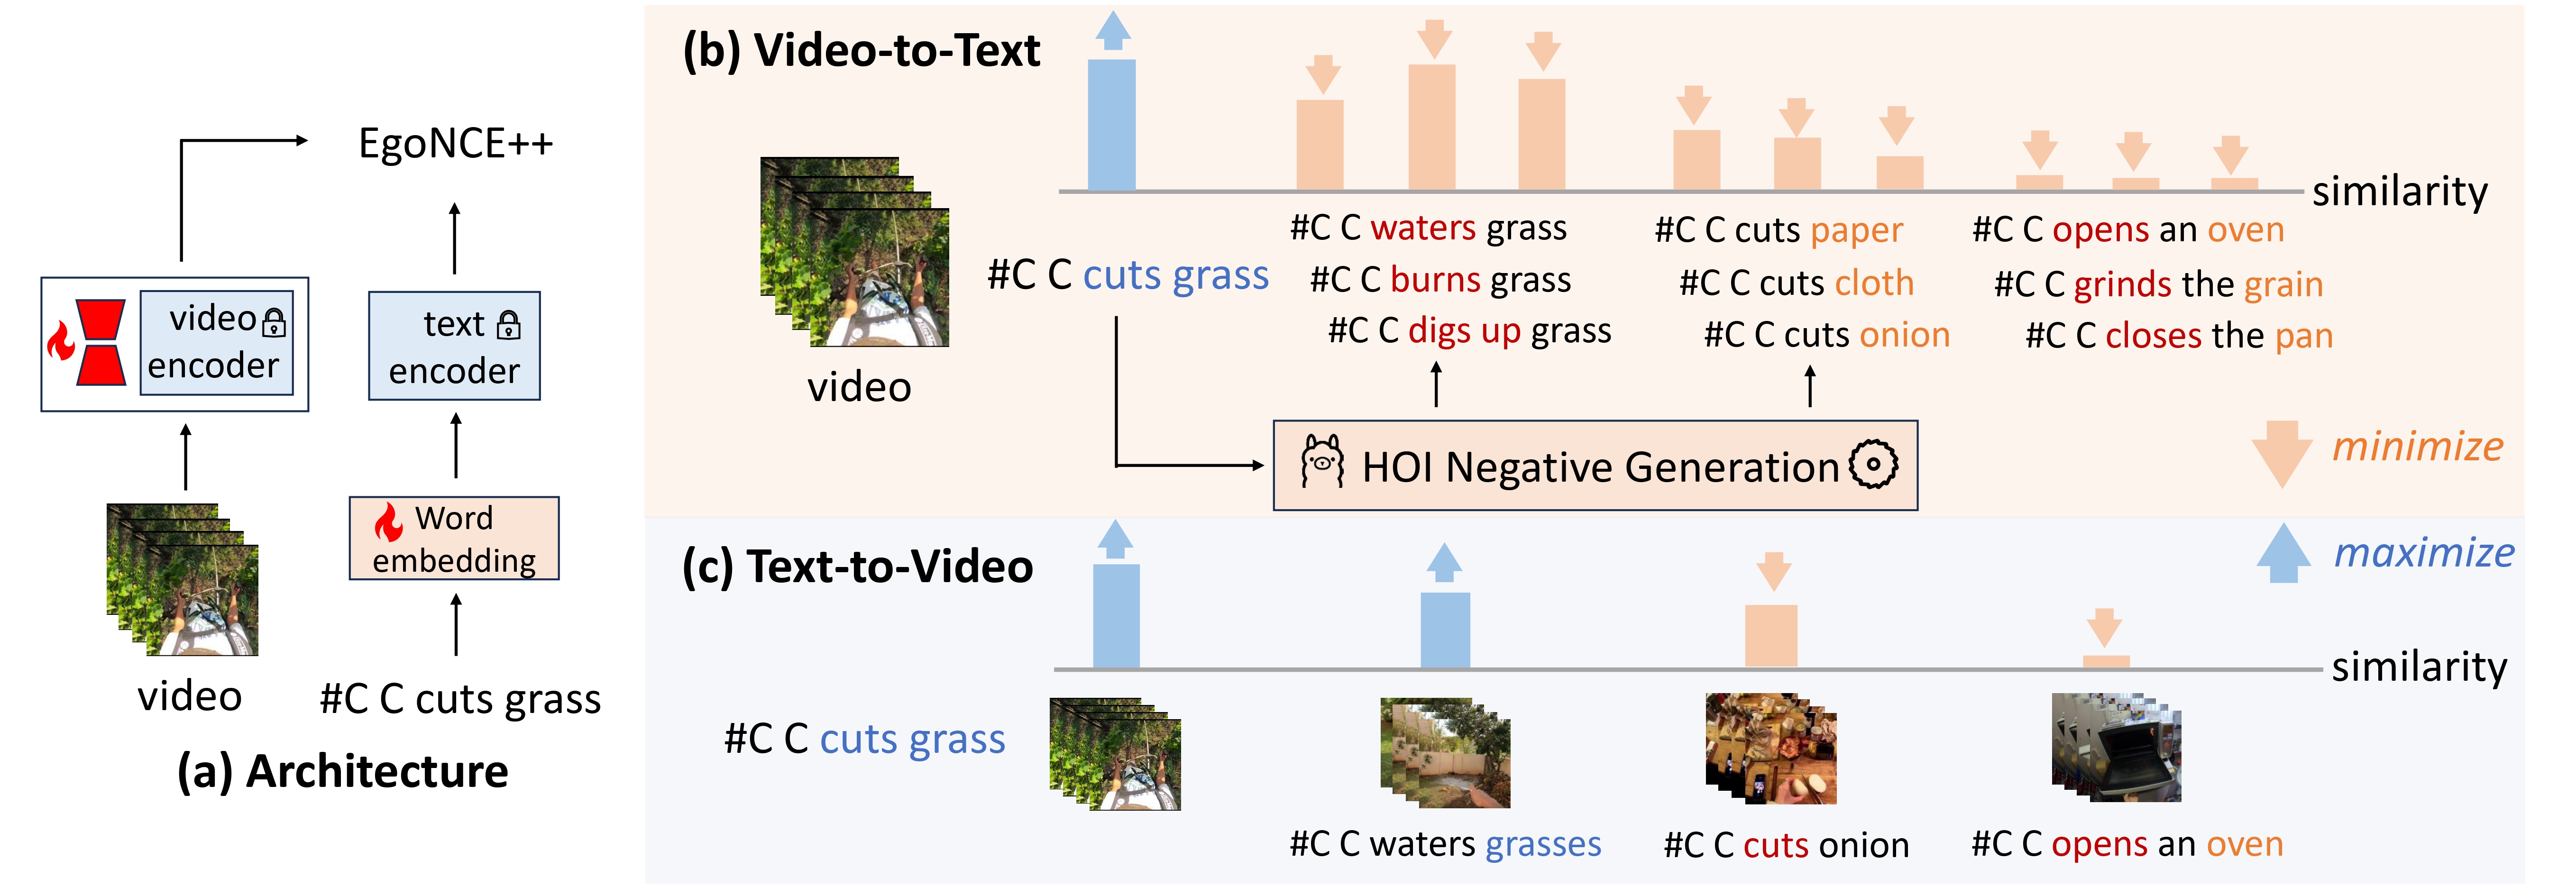 EgoNCE++
video
encoder
text
encoder
Word
embedding
video
#C C cuts grass
(a) Architecture
(b) Video-to-Text
similarity
video
#C C cuts grass
#C C waters grass
#C C burns grass
#C C digs up grass
#C C cuts paper
#C C cuts cloth
#C C cuts onion
#C C opens an oven
#C C grinds the grain
#C C closes the pan
HOI Negative Generation
minimize
maximize
(c) Text-to-Video
similarity
#C C cuts grass
#C C waters grasses
#C C cuts onion
#C C opens an oven